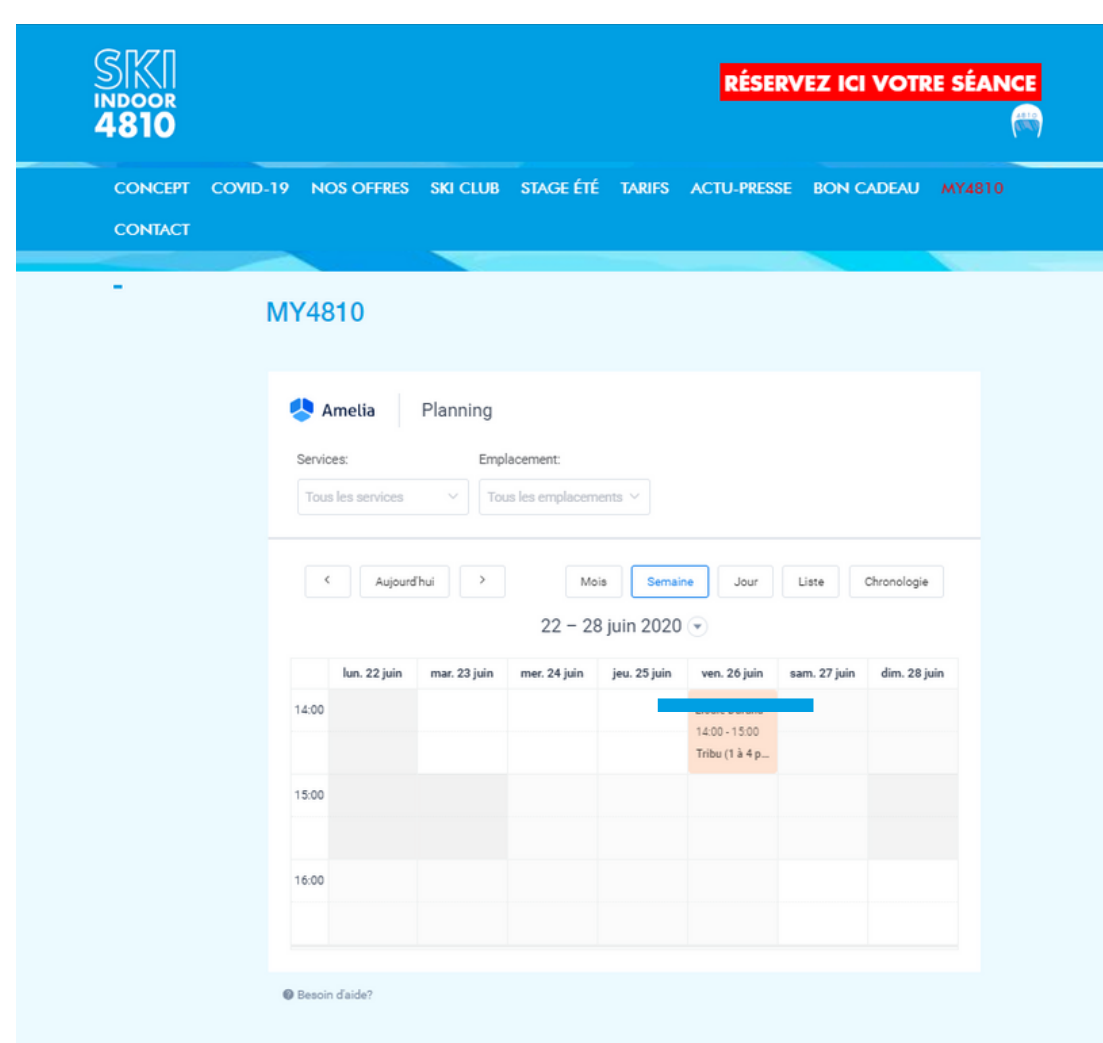 SKI
INDOOR
4810
RÉSERVEZ ICI VOTRE SÉANCE
4810
CONCEPT COVID-19 NOS OFFRES SKI CLUB STAGE ÉTÉ TARIFS ACTU-PRESSE BON CADEAU MY4810
CONTACT
MY4810
Amelia Planning
Services: Emplacement:
Tous les services Tous les emplacements
< Aujourd'hui > Mois Semaine Jour Liste Chronologie
22 – 28 juin 2020
lun. 22 juin mar. 23 juin mer. 24 juin jeu. 25 juin ven. 26 juin sam. 27 juin dim. 28 juin
14:00
14:00 - 15:00
Tribu (1 à 4 p...
15:00
16:00
Besoin d'aide?